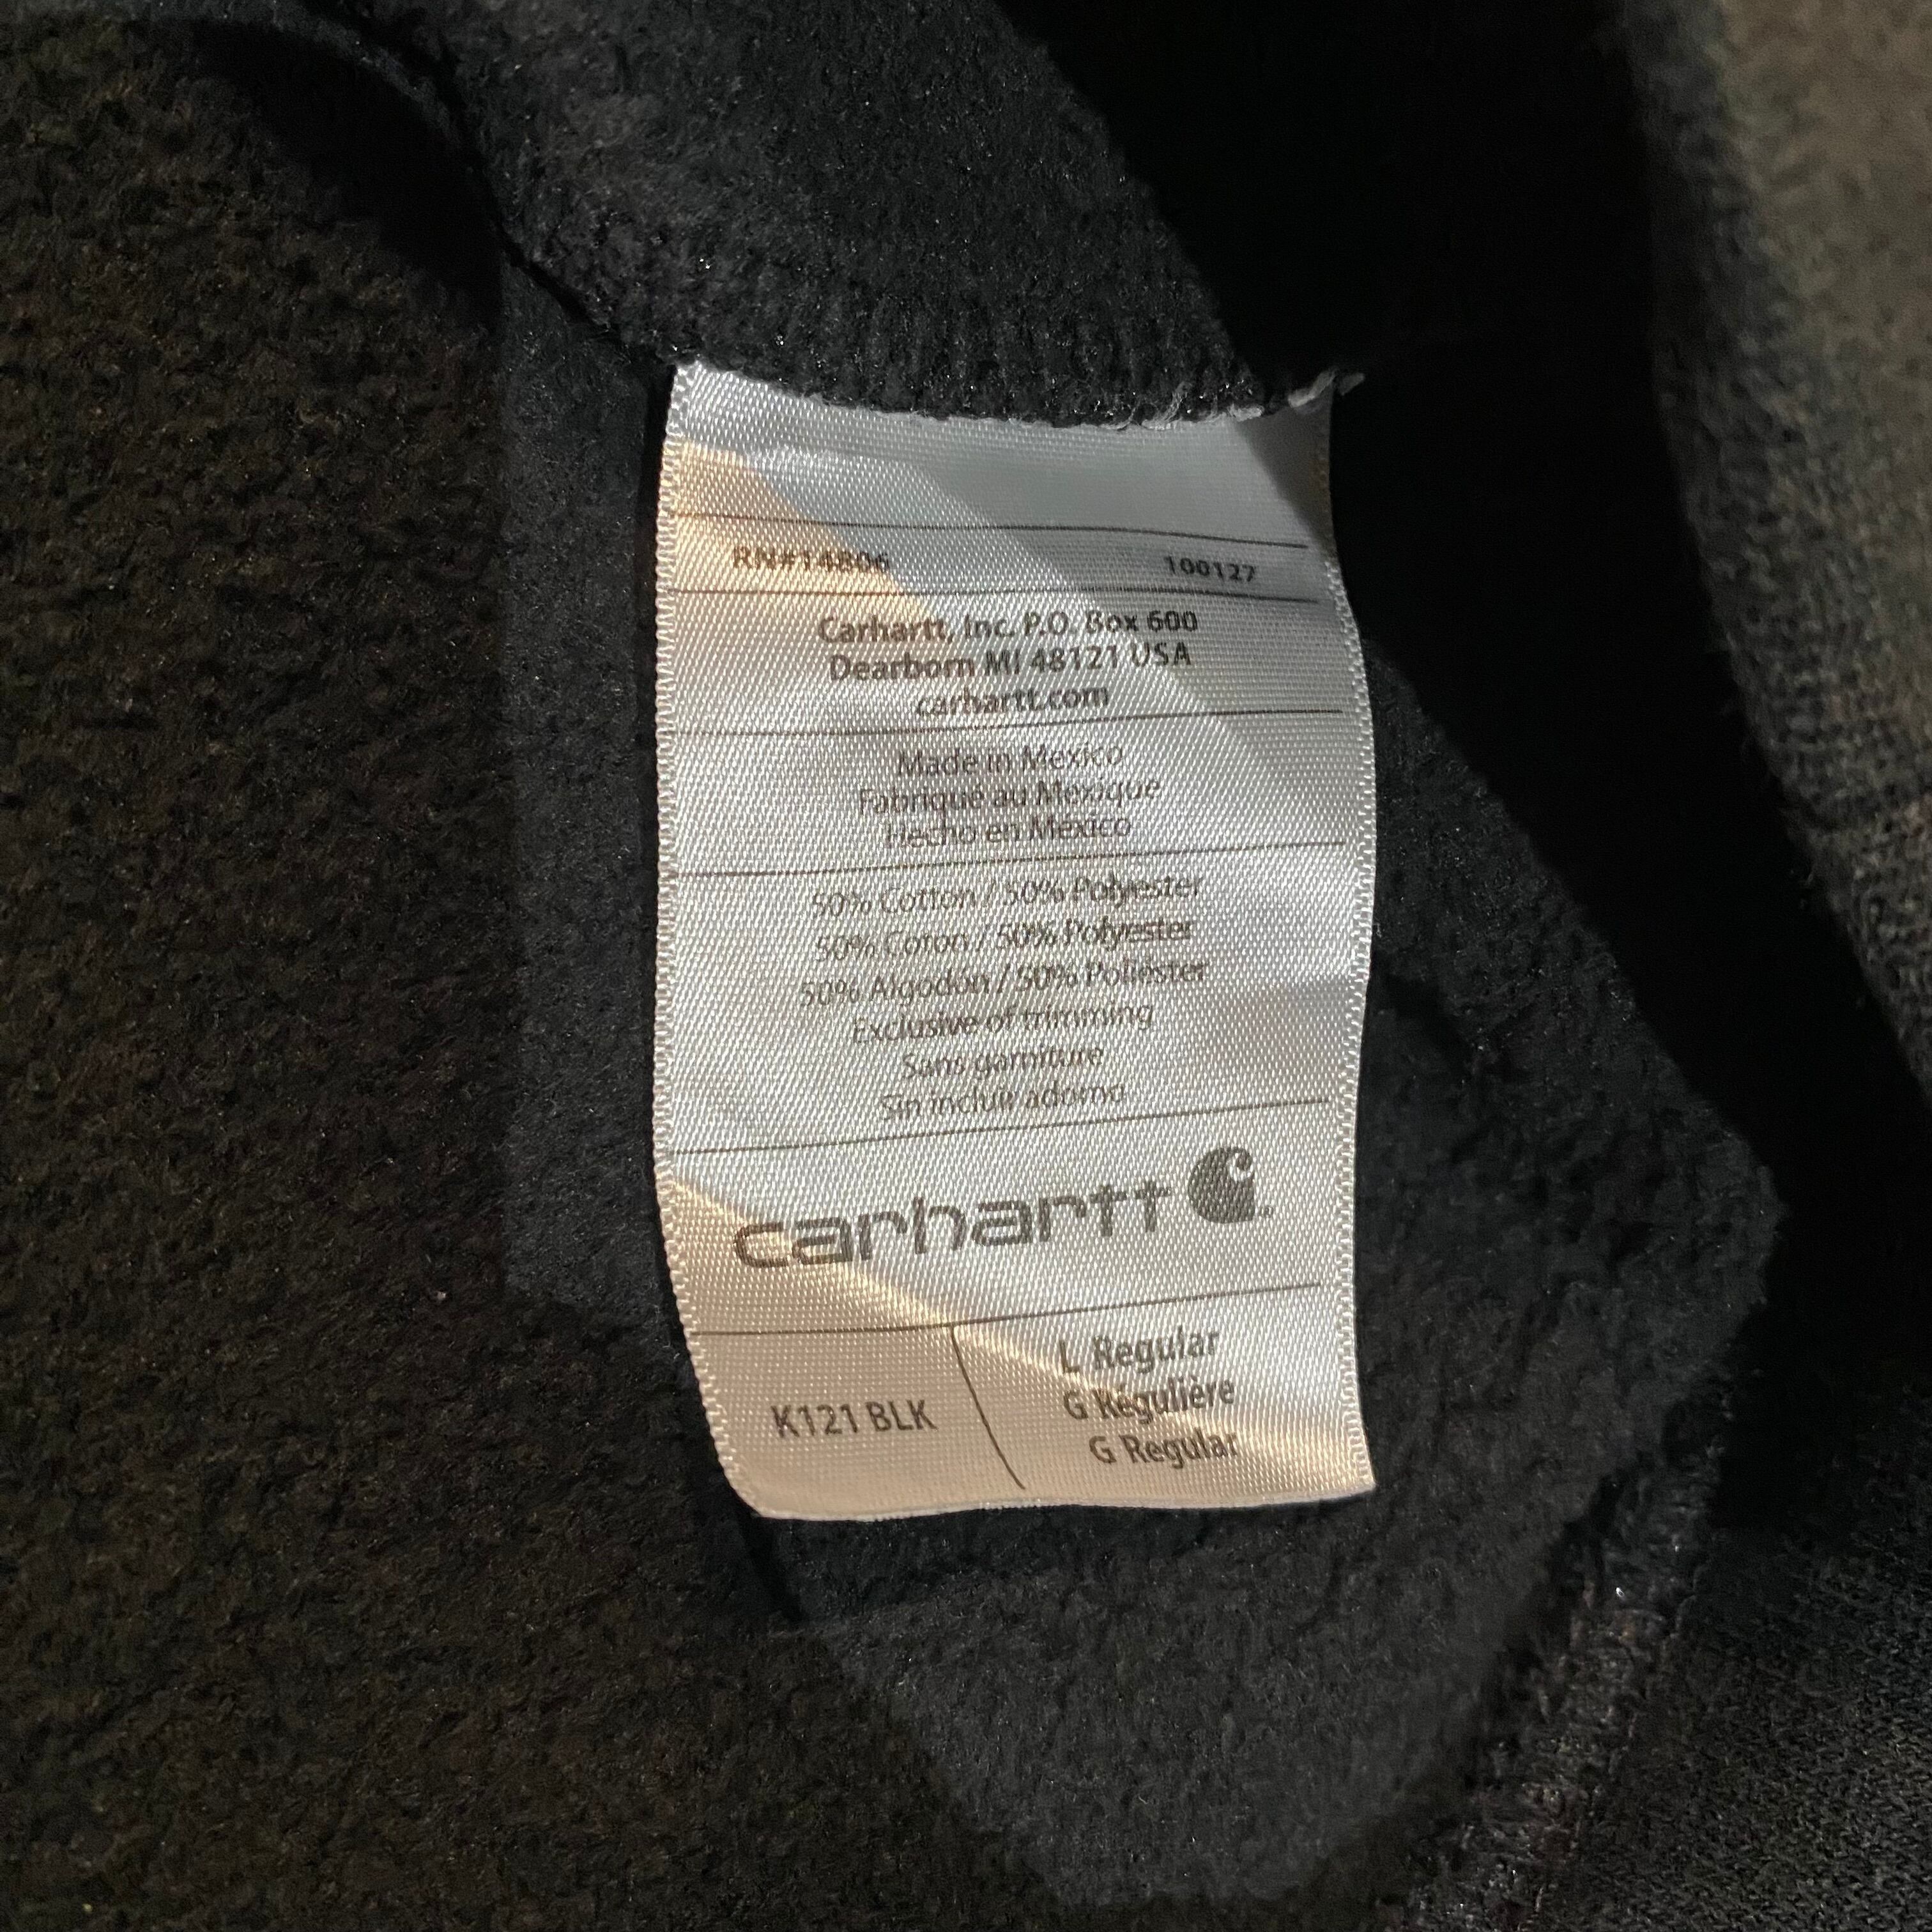 RN#14806 100127
Carhartt, Inc. P.O. Box 600
Dearborn MI 48121 USA
carhartt.com
Made in Mexico
Fabriqué au Mexique
Hecho en México
50% Cotton / 50% Polyester
50% Coton / 50% Polyester
50% Algodón / 50% Poliéster
Exclusive of trimming
Sans garniture
Sin incluir adorno
carhartt
K121 BLK
L Regular
G Régulière
G Regular